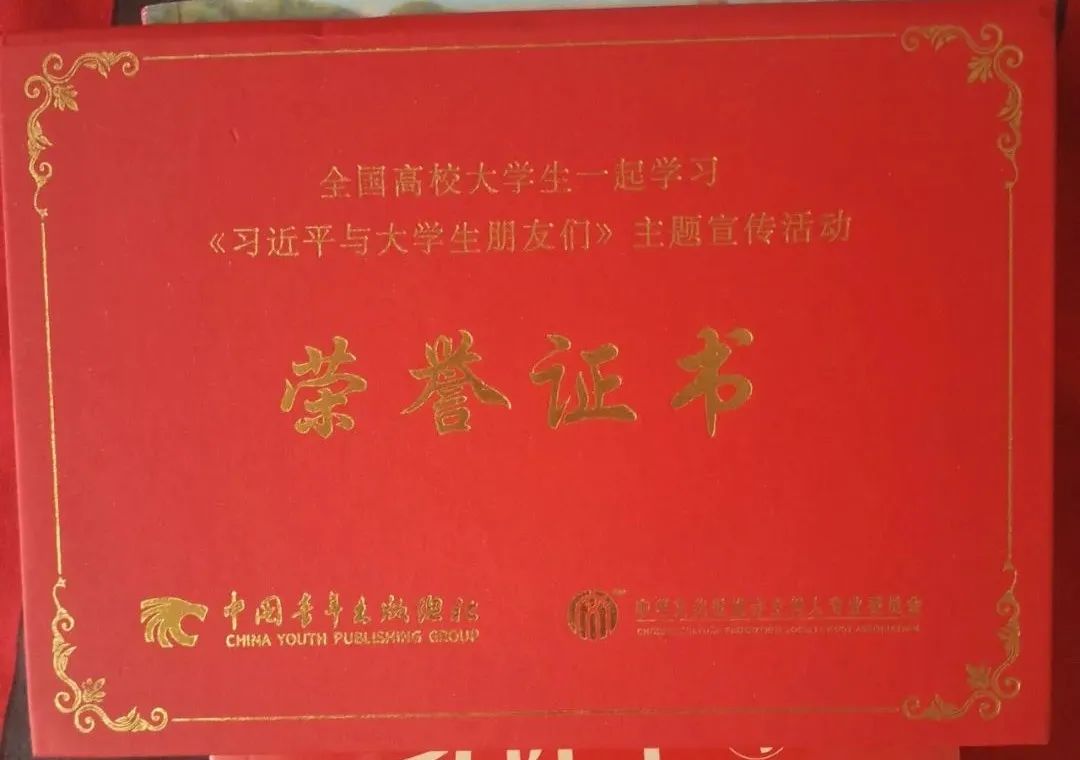 全国高校大学生一起学习
《习近平与大学生朋友们》主题宣传活动
荣誉证书
中国青年出版总社
CHINA YOUTH PUBLISHING GROUP